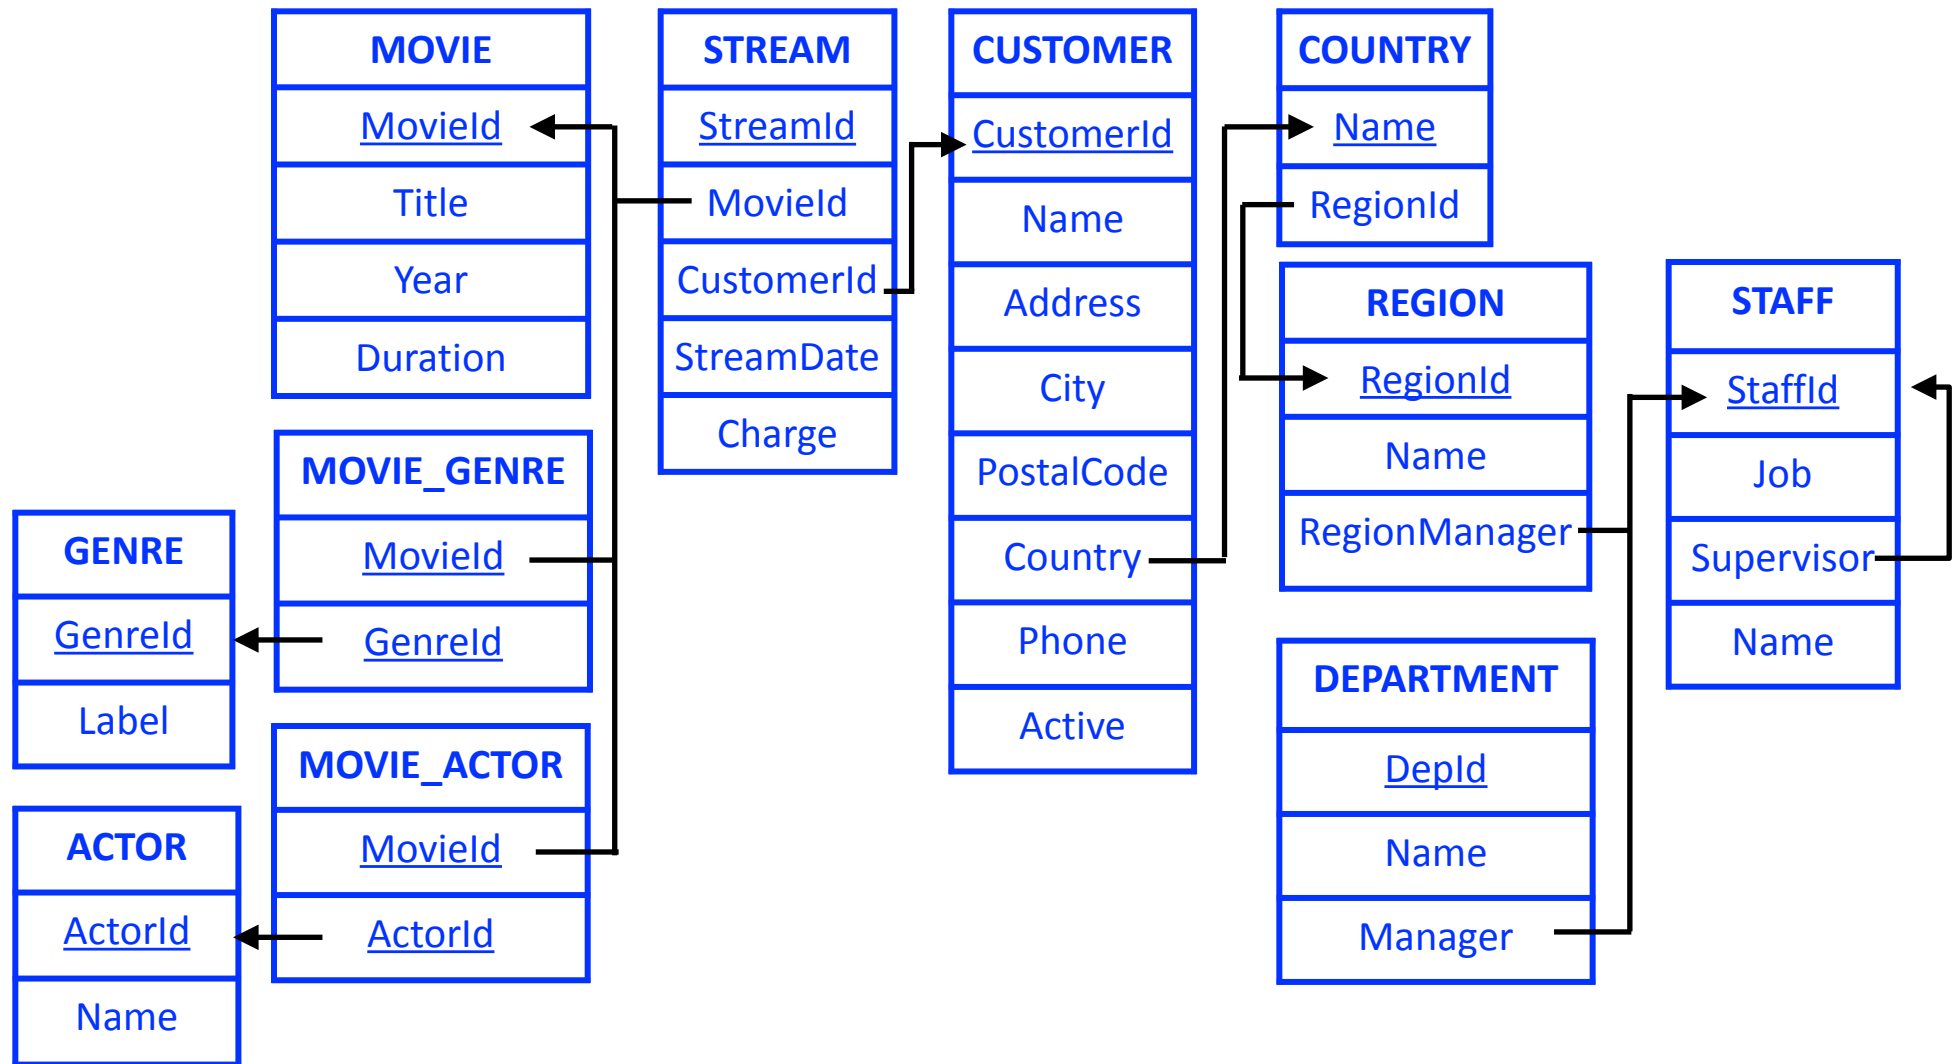 MOVIE
MovieId
Title
Year
Duration
STREAM
StreamId
MovieId
CustomerId
StreamDate
Charge
CUSTOMER
CustomerId
Name
Address
City
PostalCode
Country
Phone
Active
COUNTRY
Name
RegionId
REGION
RegionId
Name
RegionManager
STAFF
StaffId
Job
Supervisor
Name
MOVIE_GENRE
MovieId
GenreId
GENRE
GenreId
Label
MOVIE_ACTOR
MovieId
ActorId
ACTOR
ActorId
Name
DEPARTMENT
DepId
Name
Manager